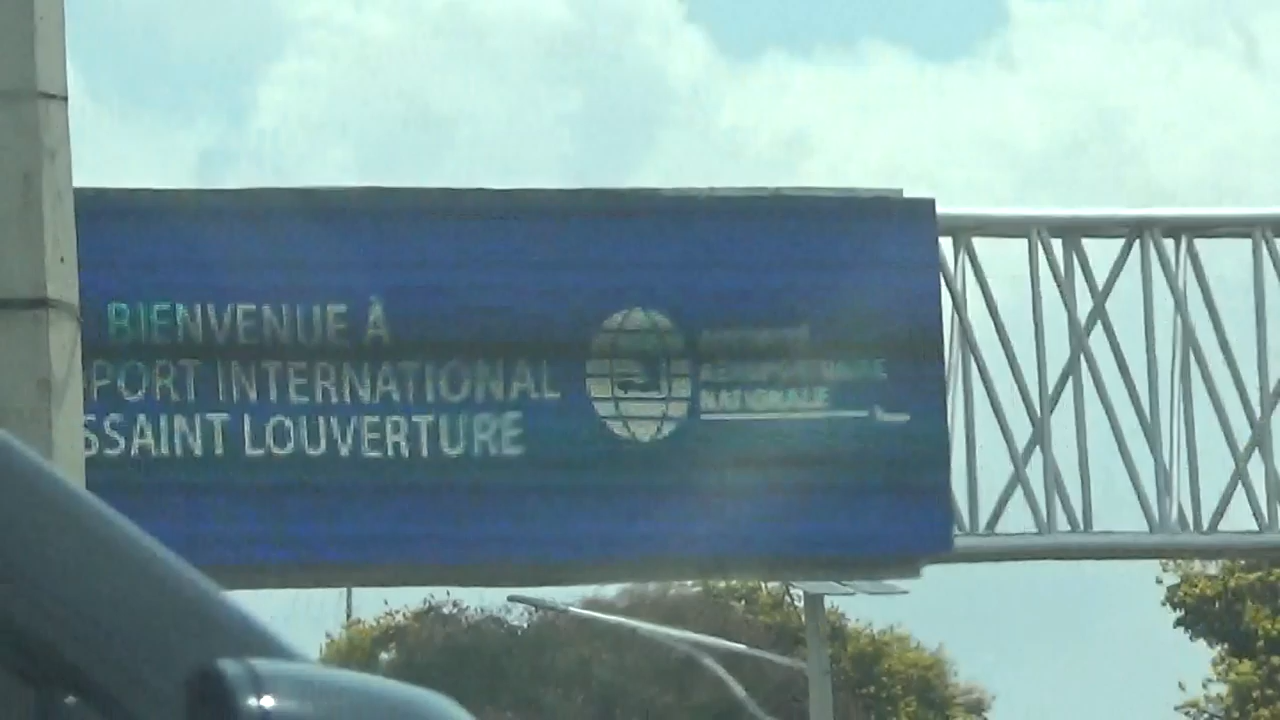 BIENVENUE À
PORT INTERNATIONAL
SSAINT LOUVERTURE
NATIONALE